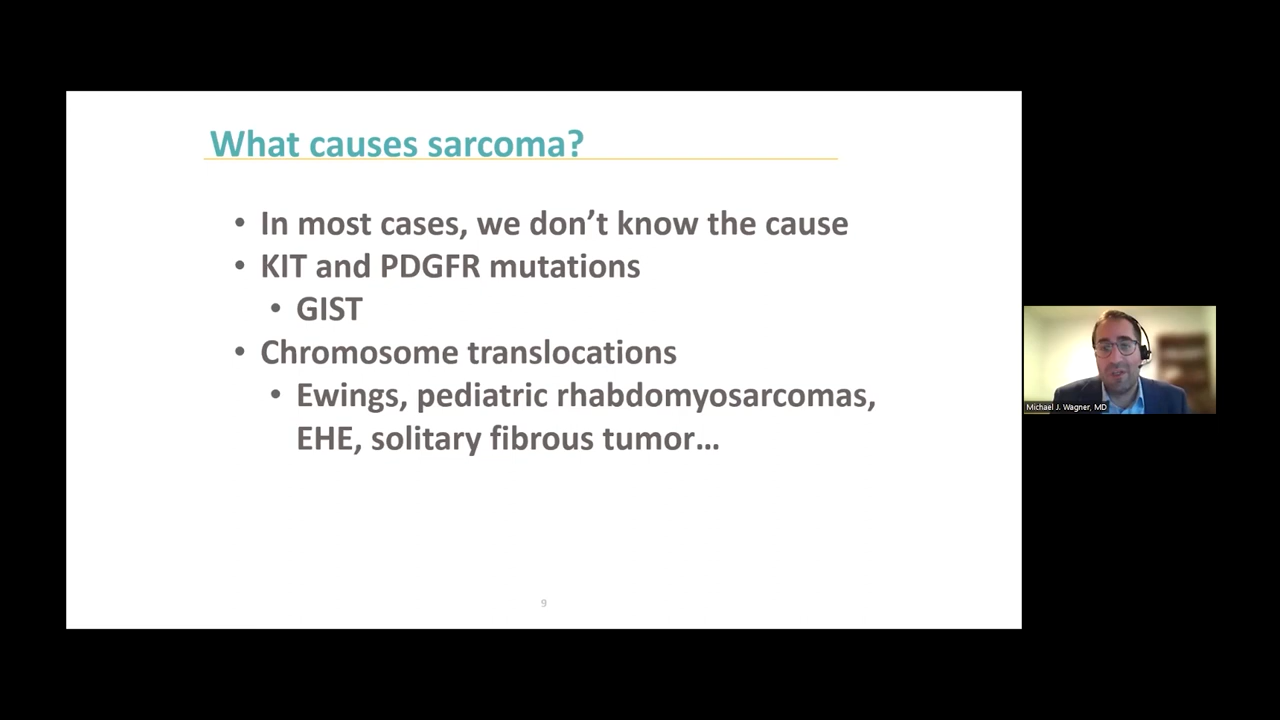 What causes sarcoma?
• In most cases, we don’t know the cause
• KIT and PDGFR mutations
• GIST
• Chromosome translocations
• Ewings, pediatric rhabdomyosarcomas,
EHE, solitary fibrous tumor…
Michael J. Wagner, MD
9